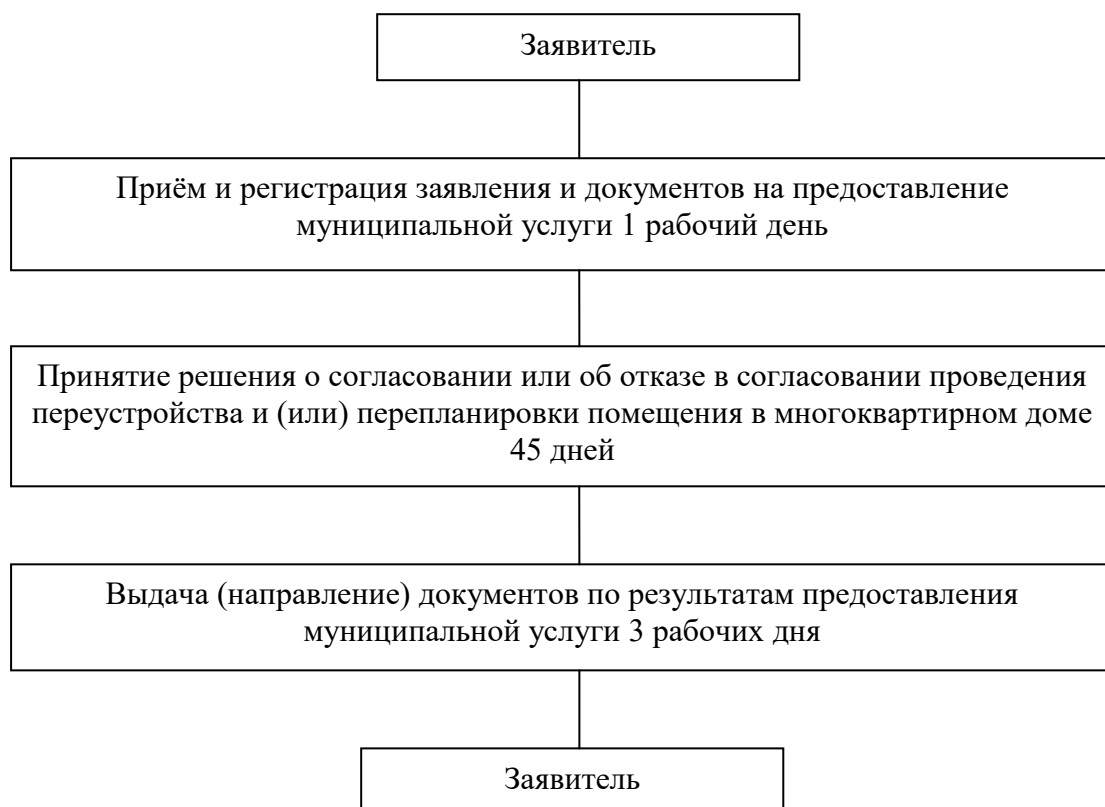 Заявитель
Приём и регистрация заявления и документов на предоставление
муниципальной услуги 1 рабочий день
Принятие решения о согласовании или об отказе в согласовании проведения
переустройства и (или) перепланировки помещения в многоквартирном доме
45 дней
Выдача (направление) документов по результатам предоставления
муниципальной услуги 3 рабочих дня
Заявитель